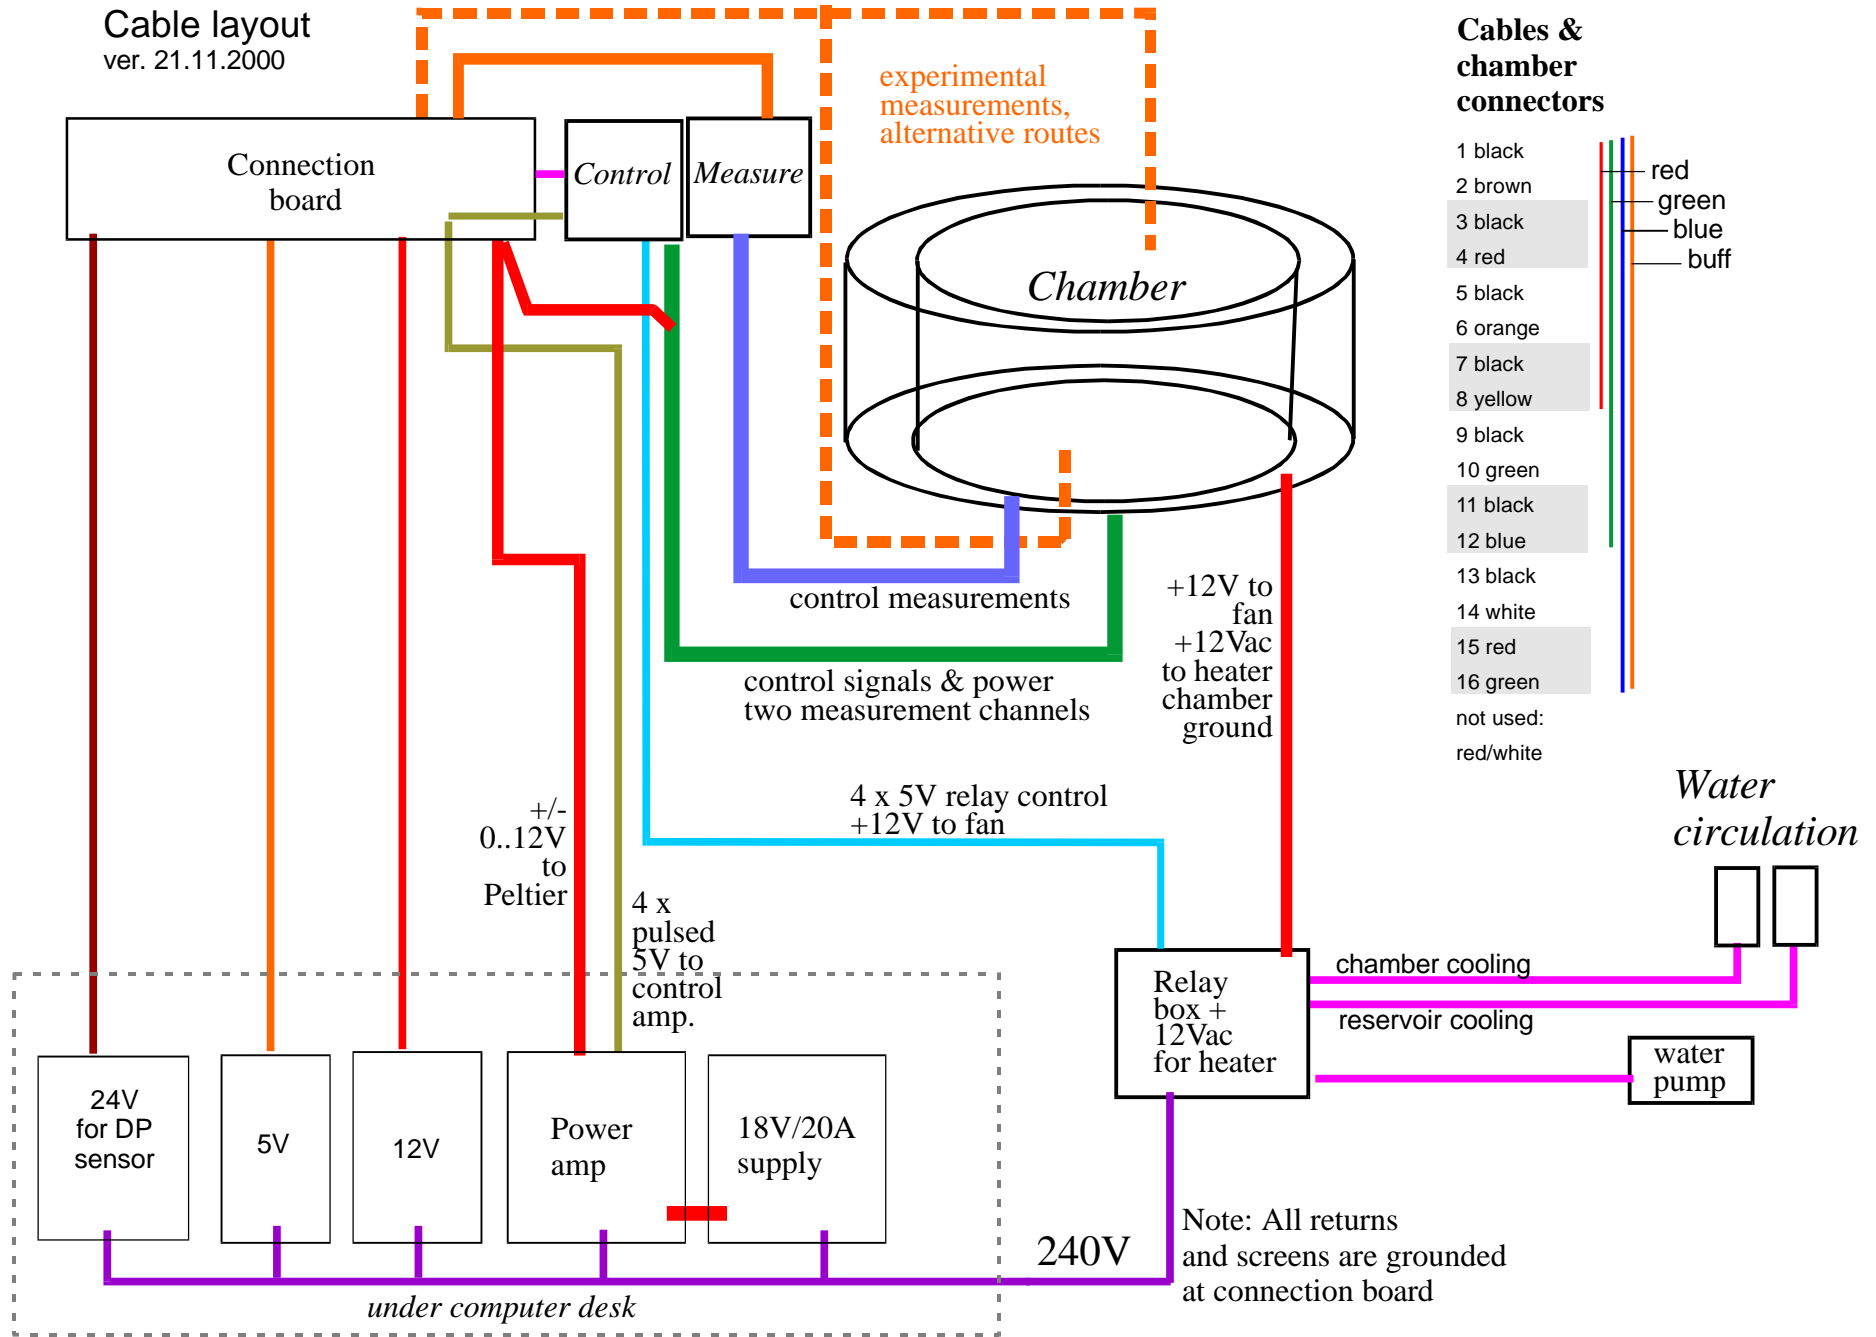 Cable layout
ver. 21.11.2000
experimental
measurements,
alternative routes
Connection
board
Control
Measure
Chamber
Cables &
chamber
connectors
1 black
2 brown
3 black
4 red
5 black
6 orange
7 black
8 yellow
9 black
10 green
11 black
12 blue
13 black
14 white
15 red
16 green
not used:
red/white
red
green
blue
buff
control measurements
control signals & power
two measurement channels
+12V to
fan
+12Vac
to heater
chamber
ground
4 x 5V relay control
+12V to fan
+/-
0..12V
to
Peltier
4 x
pulsed
5V to
control
amp.
Water
circulation
chamber cooling
reservoir cooling
Relay
box +
12Vac
for heater
water
pump
24V
for DP
sensor
5V
12V
Power
amp
18V/20A
supply
240V
Note: All returns
and screens are grounded
at connection board
under computer desk